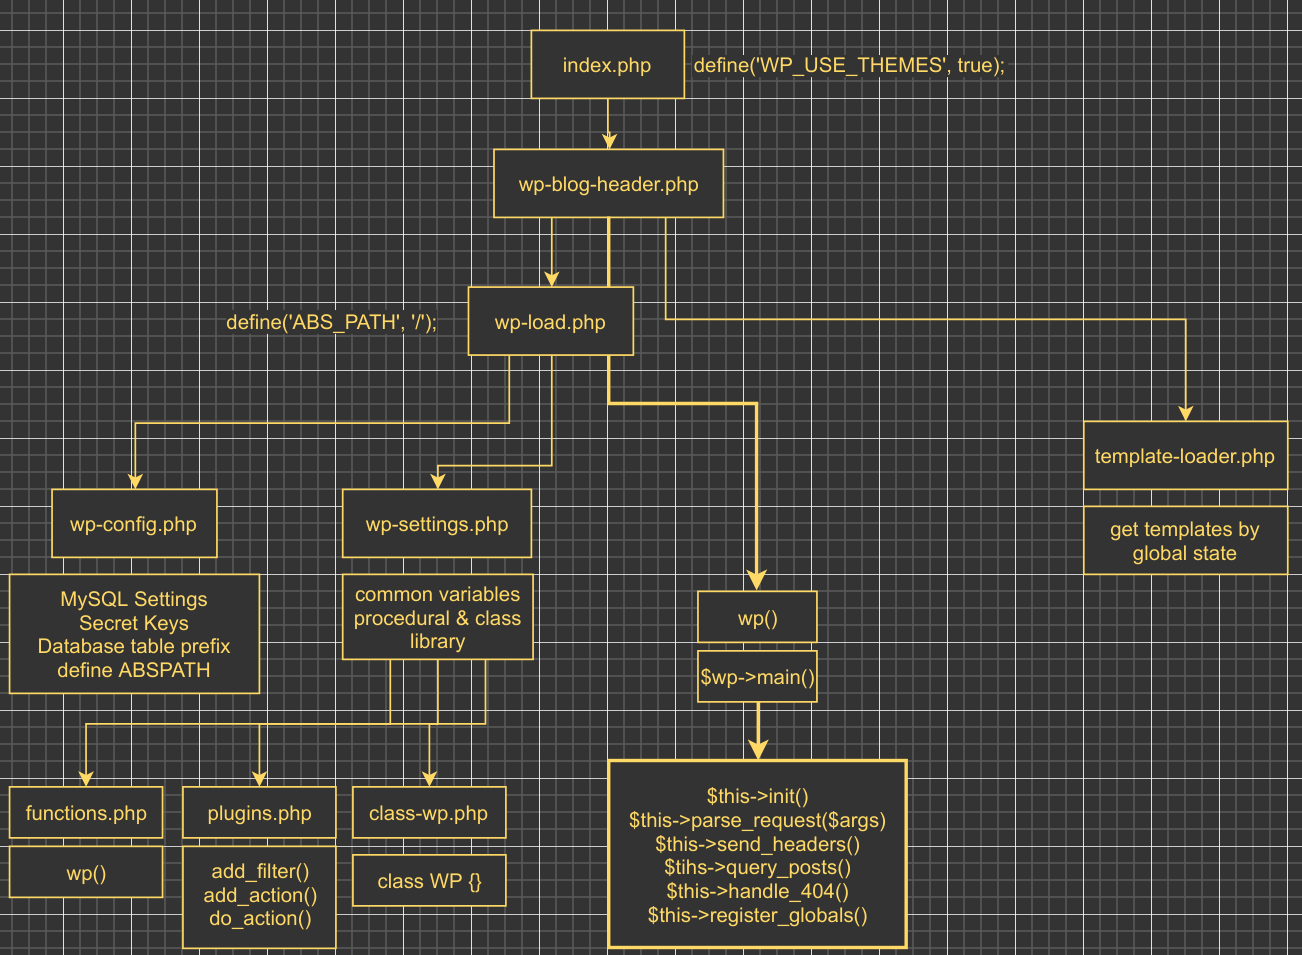 index.php
define('WP_USE_THEMES', true);
wp-blog-header.php
define('ABS_PATH', '/');
wp-load.php
template-loader.php
get templates by
global state
wp-config.php
MySQL Settings
Secret Keys
Database table prefix
define ABSPATH
wp-settings.php
common variables
procedural & class
library
wp()
$wp->main()
functions.php
wp()
plugins.php
add_filter()
add_action()
do_action()
class-wp.php
class WP {}
$this->init()
$this->parse_request($args)
$this->send_headers()
$tihs->query_posts()
$this->handle_404()
$this->register_globals()